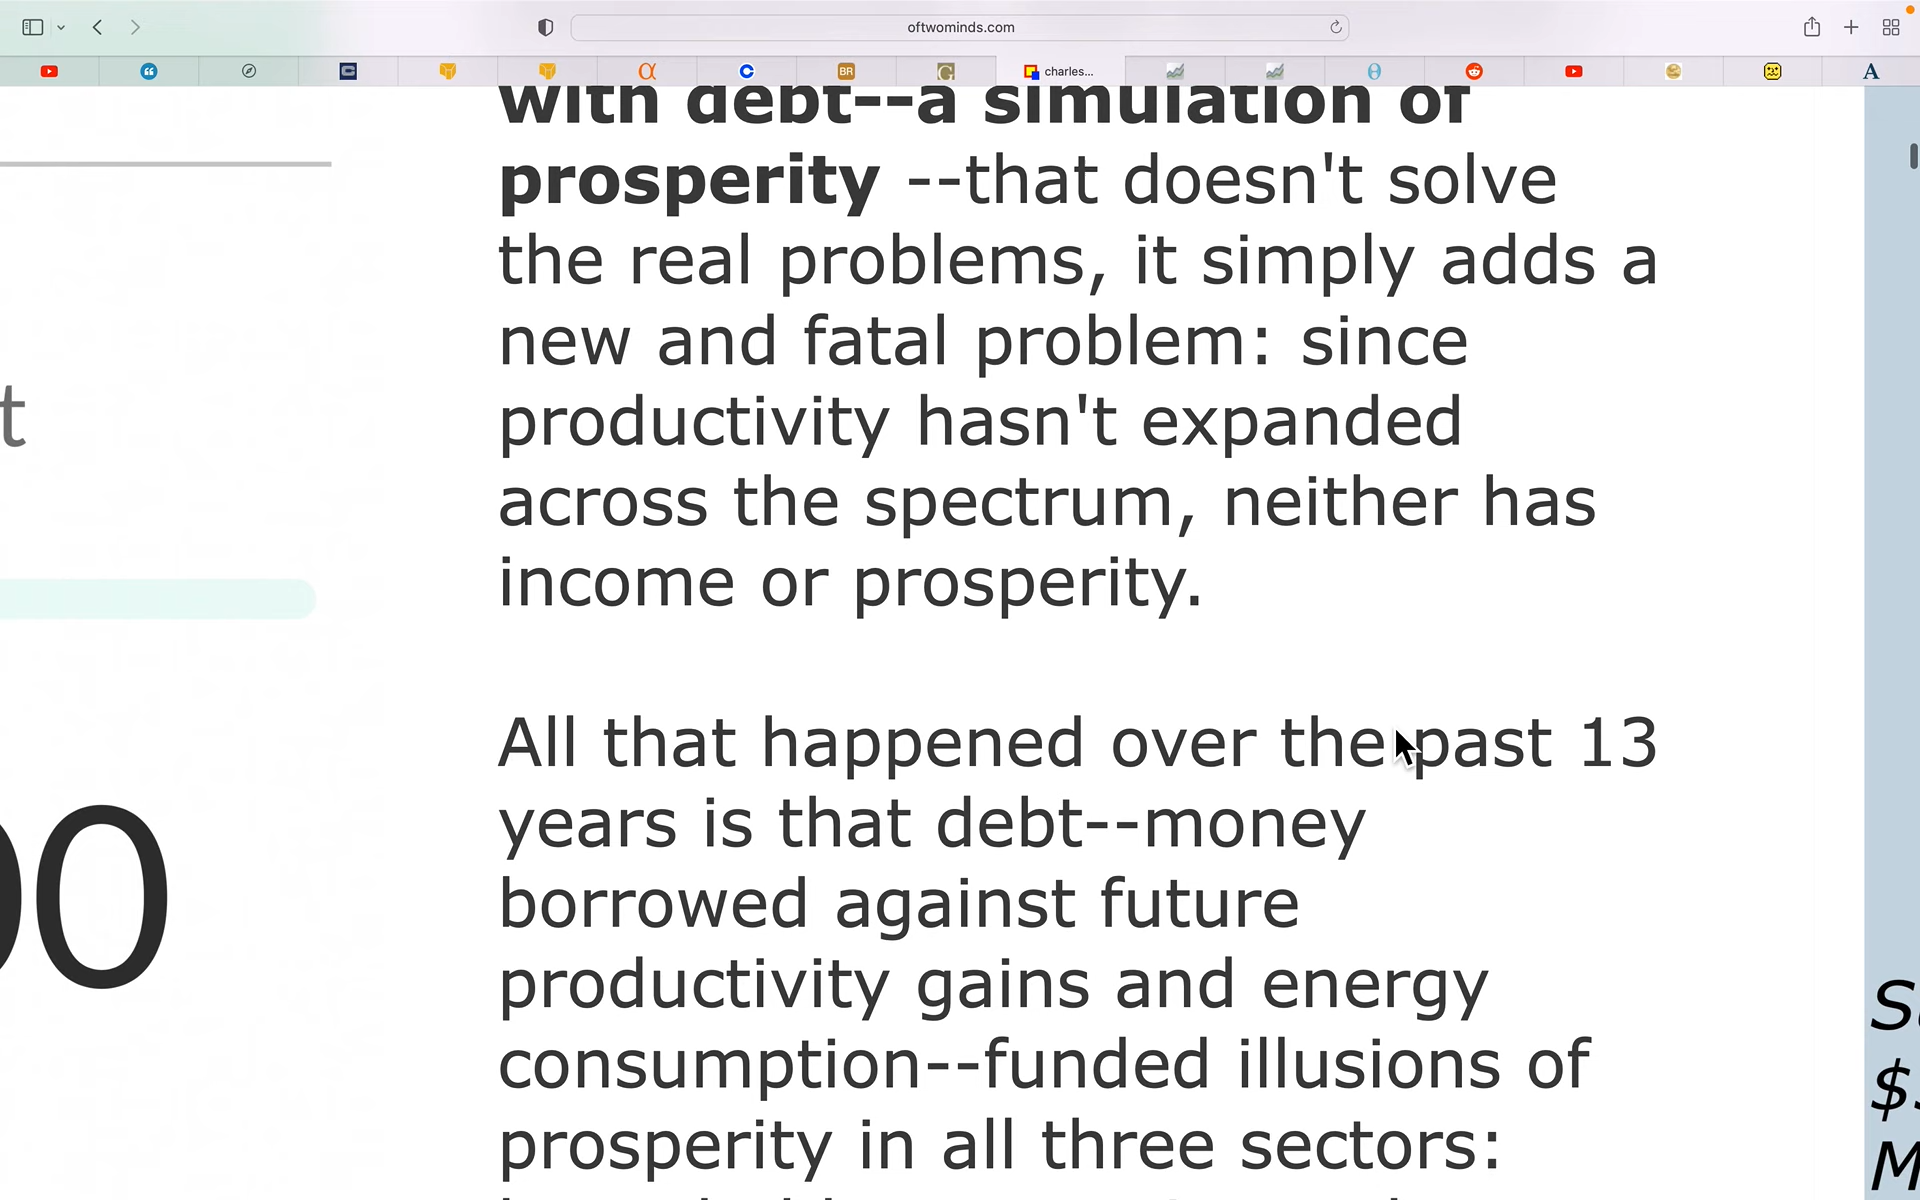 oftwominds.com
charles...
with debt--a simulation of
prosperity --that doesn't solve
the real problems, it simply adds a
new and fatal problem: since
productivity hasn't expanded
across the spectrum, neither has
income or prosperity.
All that happened over the past 13
years is that debt--money
borrowed against future
productivity gains and energy
consumption--funded illusions of
prosperity in all three sectors:
t
00
BR
A